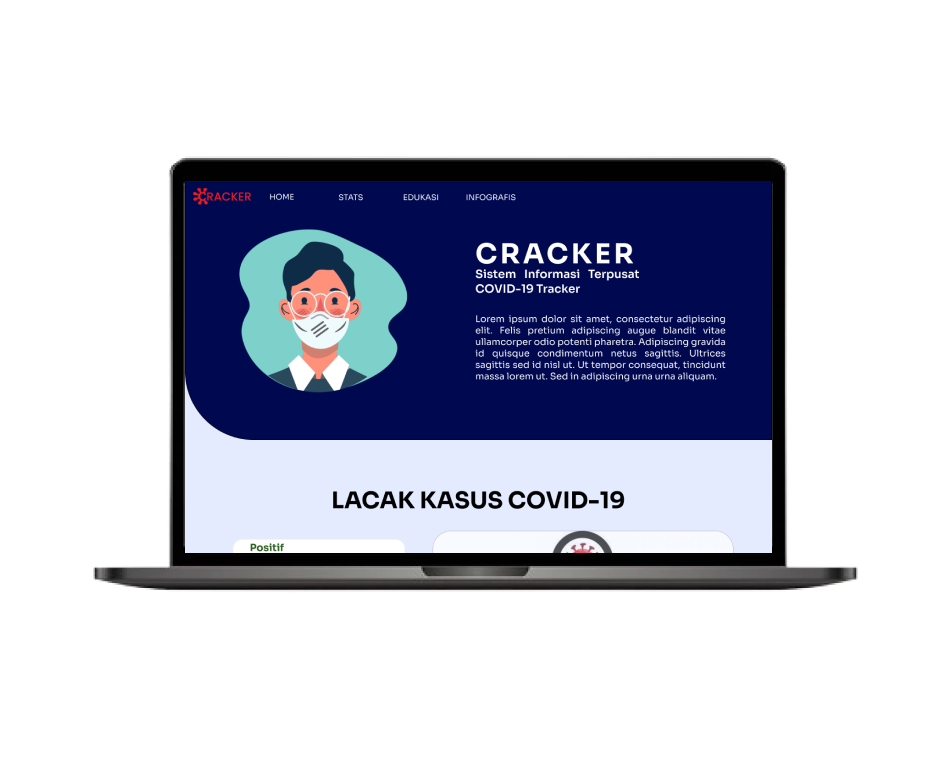 CRACKER HOME STATS EDUKASI INFOGRAFIS
CRACKER
Sistem Informasi Terpusat
COVID-19 Tracker
Lorem ipsum dolor sit amet, consectetur adipiscing
elit. Felis pretium adipiscing augue blandit vitae
ullamcorper odio potenti pharetra. Adipiscing gravida
id quisque condimentum netus sagittis. Ultrices
sagittis sed id nisl ut. Ut tempor consequat, tincidunt
massa lorem ut. Sed in adipiscing urna urna aliquam.
LACAK KASUS COVID-19
Positif